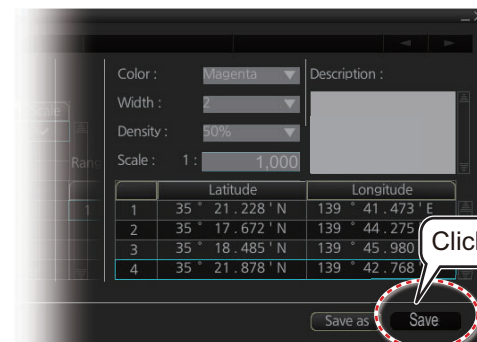 Color : Magenta Description :
Width : 2
Density : 50%
Scale : 1 : 1,000
Latitude Longitude
1 35 ° 21 . 228 ' N 139 ° 41 . 473 ' E
2 35 ° 17 . 672 ' N 139 ° 44 . 275
3 35 ° 18 . 485 ' N 139 ° 45 . 980
4 35 ° 21 . 878 ' N 139 ° 42 . 768 '
Save as Save